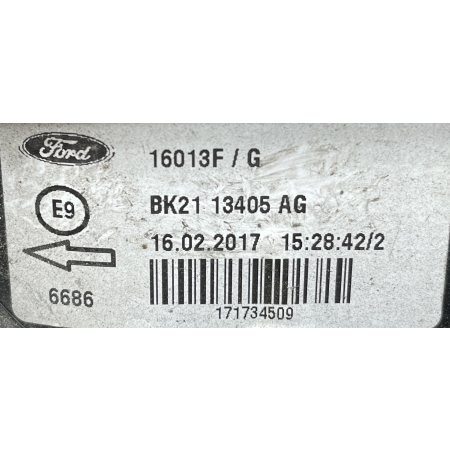 Ford
16013F / G
E9
BK21 13405 AG
16.02.2017 15:28:42/2
6686
171734509